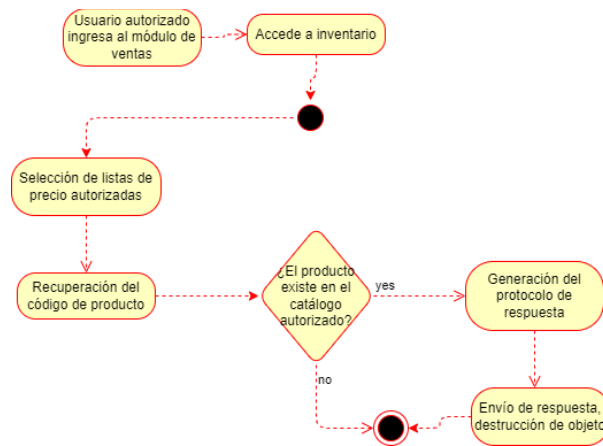 Usuario autorizado
ingresa al módulo de
ventas
Accede a inventario
Selección de listas de
precio autorizadas
Recuperación del
código de producto
¿El producto
existe en el
catálogo
autorizado?
yes
no
Generación del
protocolo de
respuesta
Envío de respuesta,
destrucción de objeto